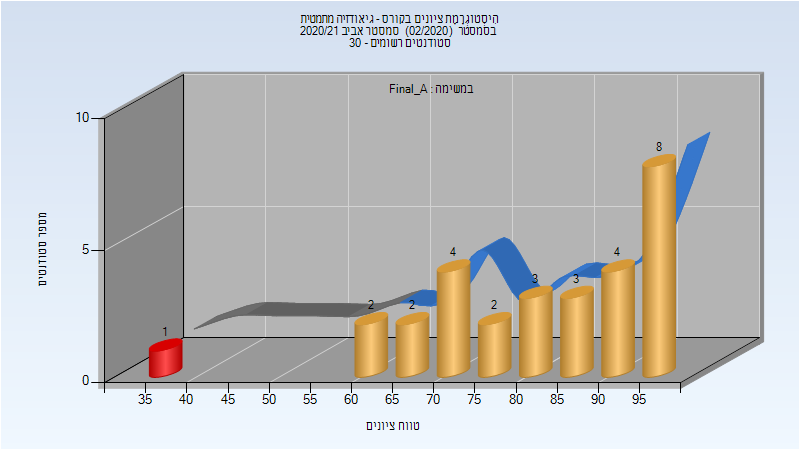 היסטוגרמת ציונים בקורס - גיאודזיה מתמטית
בסמסטר (02/2020) סמסטר אביב 2020/21
סטודנטים רשומים - 30
במשימה : Final_A
מספר סטודנטים
10
5
0
1
2
2
4
2
3
3
4
8
35 40 45 50 55 60 65 70 75 80 85 90 95
טווח ציונים